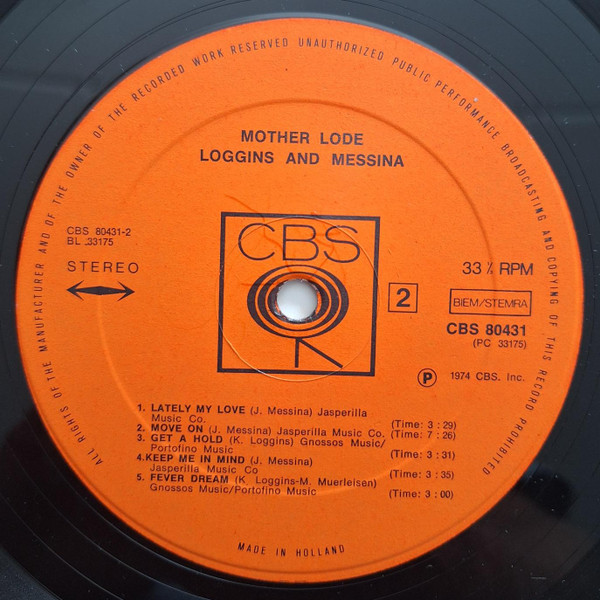 ALL RIGHTS OF THE MANUFACTURER AND OF THE OWNER OF THE RECORDED WORK RESERVED UNAUTHORIZED PUBLIC PERFORMANCE BROADCASTING AND COPYING OF THIS RECORD PROHIBITED
MOTHER LODE
LOGGINS AND MESSINA
CBS 80431-2
BL 33175
STEREO
CBS
2
33⅓ RPM
BIEM/STEMRA
CBS 80431
(PC 33175)
Ⓟ 1974 CBS. Inc.
1. LATELY MY LOVE (J. Messina) Jasperilla
Music Co. (Time: 3 : 29)
2. MOVE ON (J. Messina) Jasperilla Music Co. (Time: 7 : 26)
3. GET A HOLD (K. Loggins) Gnossos Music/
Portofino Music (Time: 3 : 31)
4.KEEP ME IN MIND (J. Messina)
Jasperilla Music Co (Time: 3 : 35)
5. FEVER DREAM (K. Loggins-M. Muerleisen)
Gnossos Music/Portofino Music (Time: 3 : 00)
MADE IN HOLLAND